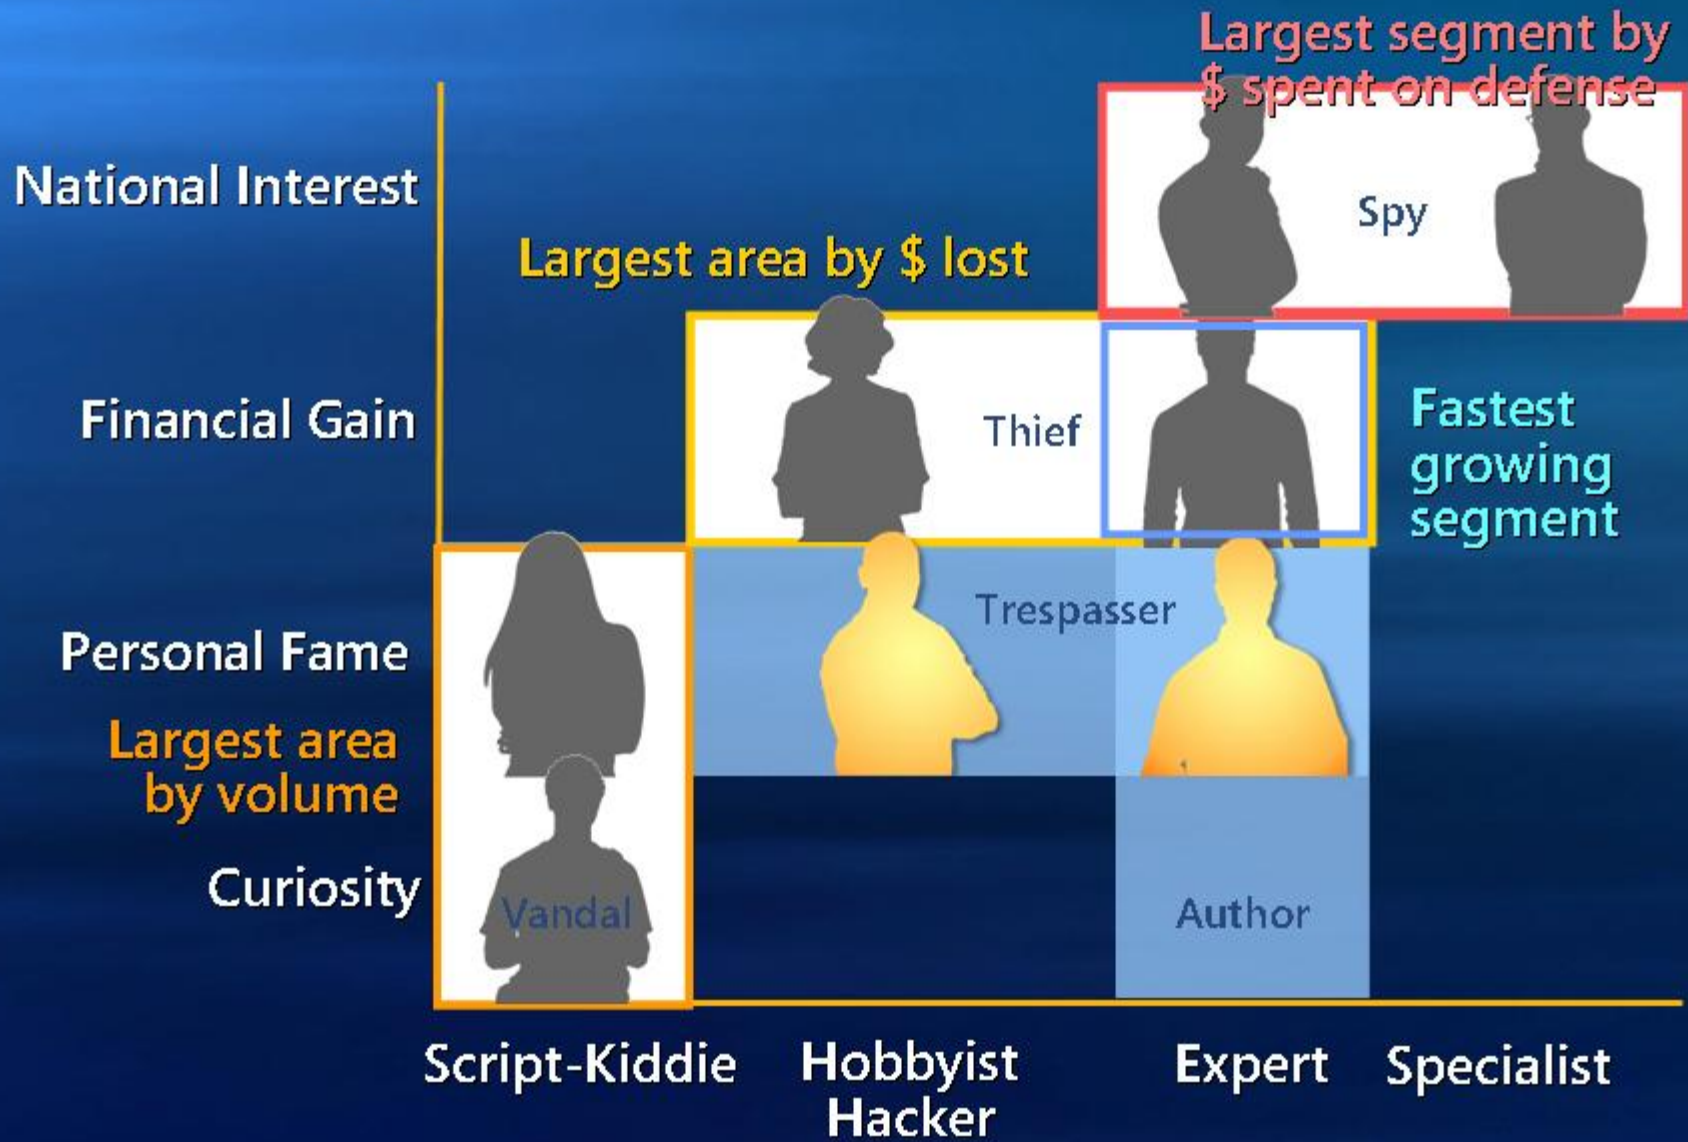 Largest segment by
$ spent on defense
National Interest
Spy
Largest area by $ lost
Financial Gain
Thief
Fastest
growing
segment
Trespasser
Personal Fame
Largest area
by volume
Curiosity
Vandal
Author
Script-Kiddie
Hobbyist
Hacker
Expert
Specialist